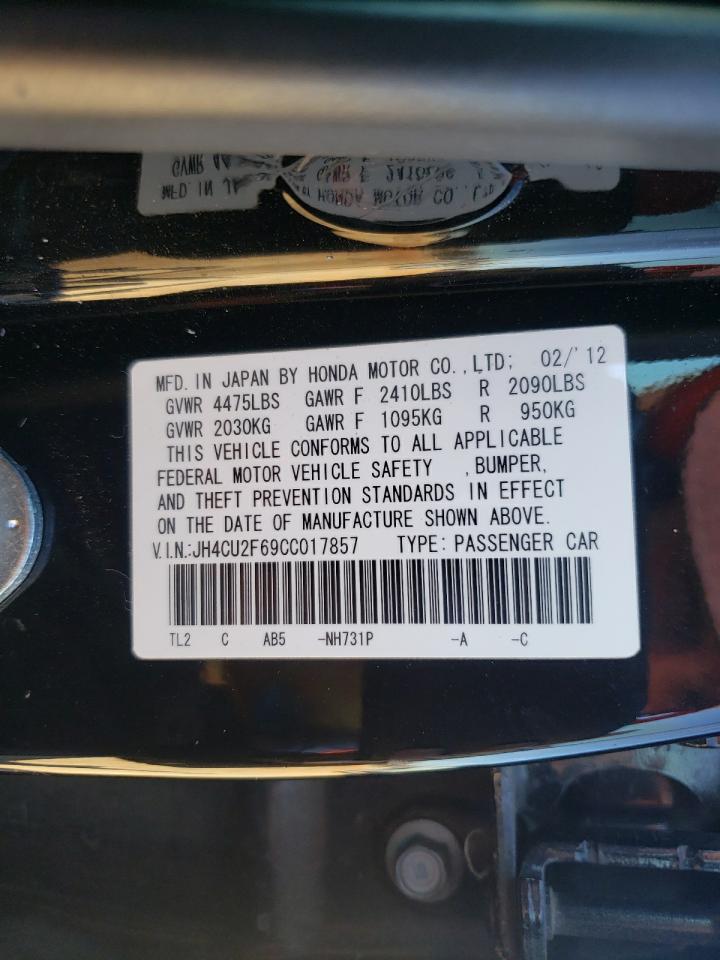 MFD. IN JAPAN BY HONDA MOTOR CO.,LTD; 02/'12
GVWR 4475LBS GAWR F 2410LBS R 2090LBS
GVWR 2030KG GAWR F 1095KG R 950KG
THIS VEHICLE CONFORMS TO ALL APPLICABLE
FEDERAL MOTOR VEHICLE SAFETY ,BUMPER,
AND THEFT PREVENTION STANDARDS IN EFFECT
ON THE DATE OF MANUFACTURE SHOWN ABOVE.
V.I.N.:JH4CU2F69CC017857 TYPE:PASSENGER CAR
TL2 C AB5 -NH731P -A -C